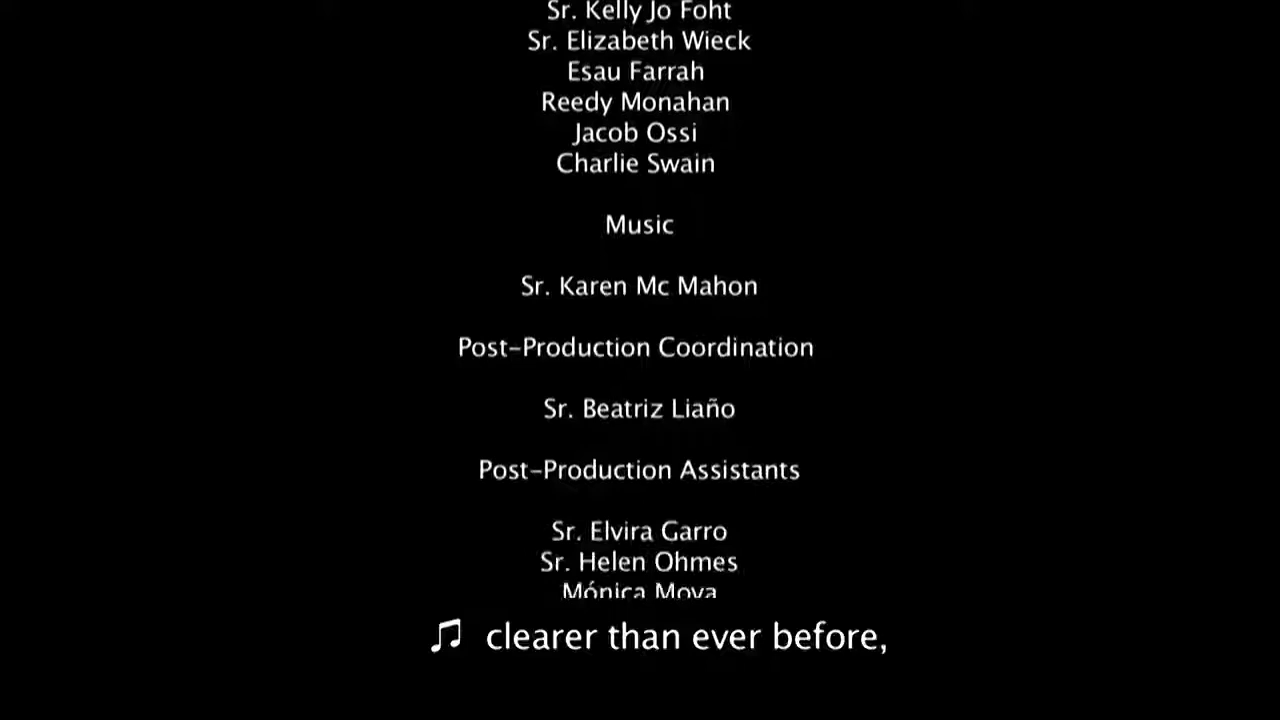 Sr. Kelly Jo Foht
Sr. Elizabeth Wieck
Esau Farrah
Reedy Monahan
Jacob Ossi
Charlie Swain
Music
Sr. Karen Mc Mahon
Post-Production Coordination
Sr. Beatriz Liaño
Post-Production Assistants
Sr. Elvira Garro
Sr. Helen Ohmes
Mónica Moya
♫ clearer than ever before,